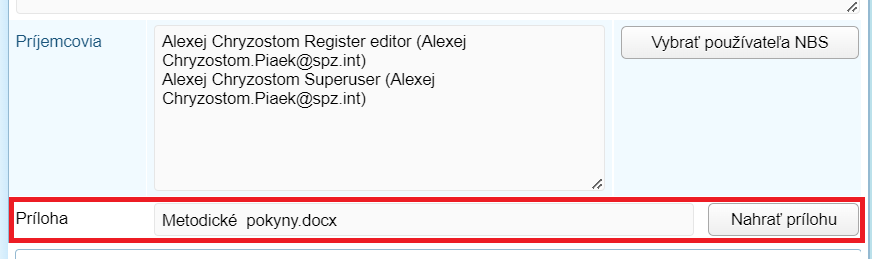 Príjemcovia
Alexej Chryzostom Register editor (Alexej
Chryzostom.Piaek@spz.int)
Alexej Chryzostom Superuser (Alexej
Chryzostom.Piaek@spz.int)
Vybrať používateľa NBS
Príloha
Metodické  pokyny.docx
Nahrať prílohu